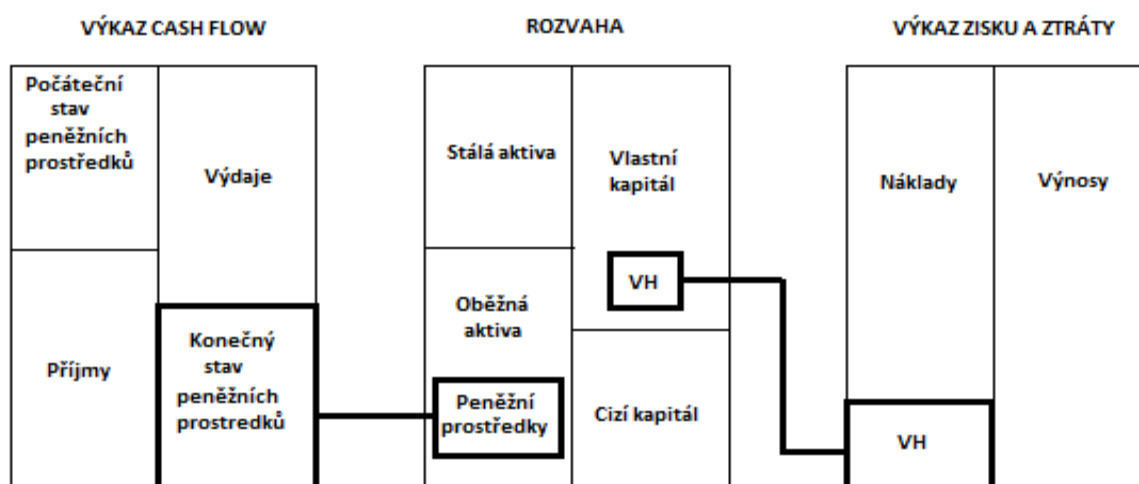 VÝKAZ CASH FLOW
ROZVAHA
VÝKAZ ZISKU A ZTRÁTY
Počáteční
stav
peněžních
prostředků
Výdaje
Příjmy
Konečný
stav
peněžních
prostredků
Stálá aktiva
Vlastní
kapitál
VH
Oběžná
aktiva
Peněžní
prostředky
Cizí kapitál
Náklady
Výnosy
VH